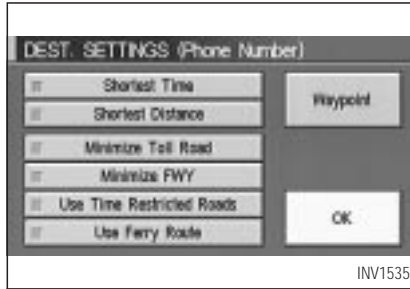 DEST. SETTINGS (Phone Number)
Shortest Time
Shortest Distance
Waypoint
Minimize Toll Road
Minimize FWY
Use Time Restricted Roads
Use Ferry Route
OK
INV1535